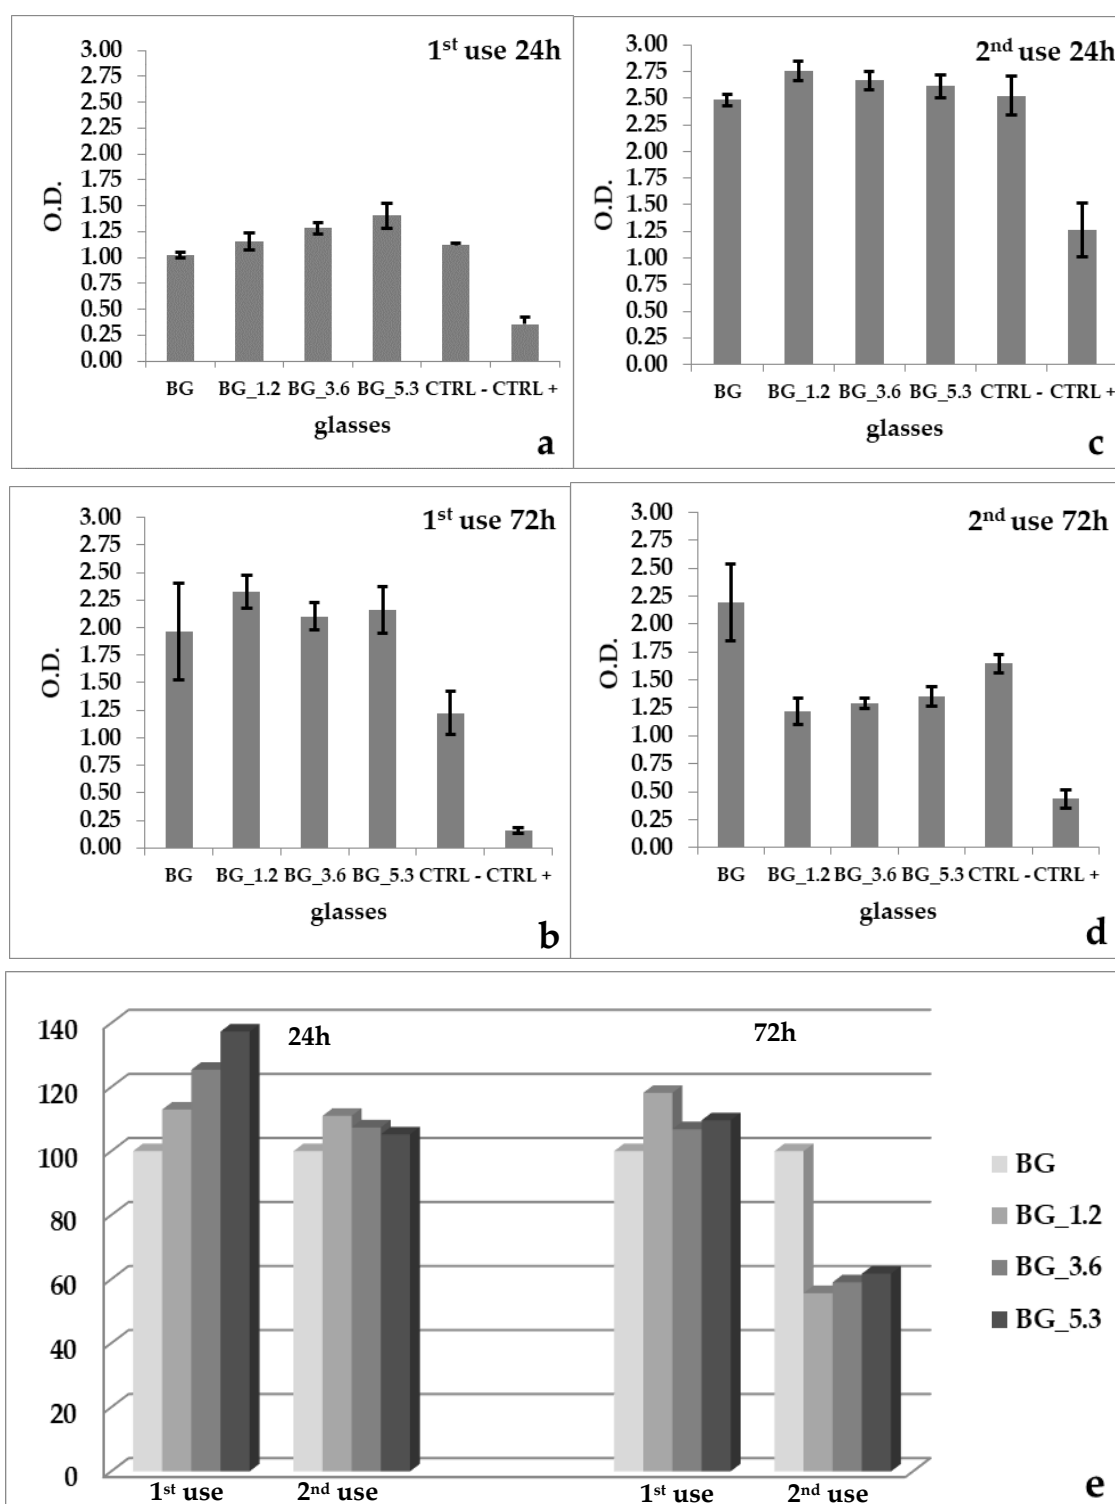 1st use 24h
3.00
2.75
2.50
2.25
2.00
1.75
1.50
1.25
1.00
0.75
0.50
0.25
0.00
O.D.
BG BG_1.2 BG_3.6 BG_5.3 CTRL - CTRL +
glasses
a
2nd use 24h
3.00
2.75
2.50
2.25
2.00
1.75
1.50
1.25
1.00
0.75
0.50
0.25
0.00
O.D.
BG BG_1.2 BG_3.6 BG_5.3 CTRL - CTRL +
glasses
c
1st use 72h
3.00
2.75
2.50
2.25
2.00
1.75
1.50
1.25
1.00
0.75
0.50
0.25
0.00
O.D.
BG BG_1.2 BG_3.6 BG_5.3 CTRL - CTRL +
glasses
b
2nd use 72h
3.00
2.75
2.50
2.25
2.00
1.75
1.50
1.25
1.00
0.75
0.50
0.25
0.00
O.D.
BG BG_1.2 BG_3.6 BG_5.3 CTRL - CTRL +
glasses
d
24h 72h
140
120
100
80
60
40
20
0
1st use 2nd use 1st use 2nd use
BG
BG_1.2
BG_3.6
BG_5.3
e